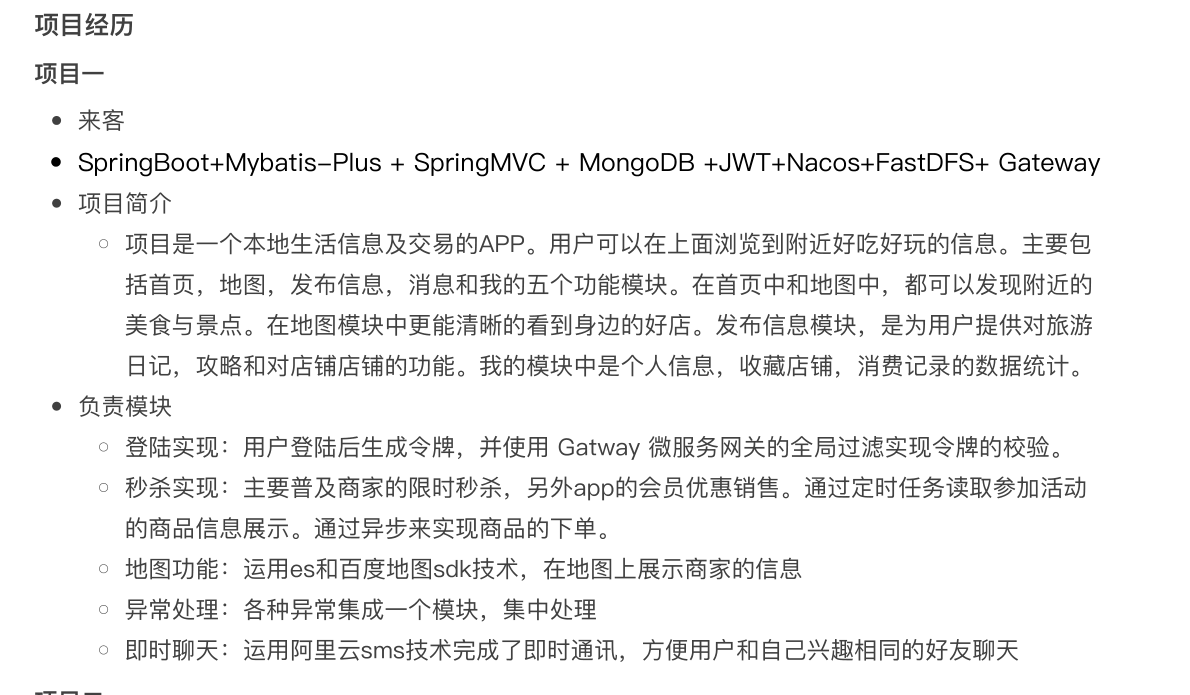 项目经历
项目一
来客
SpringBoot+Mybatis-Plus + SpringMVC + MongoDB +JWT+Nacos+FastDFS+ Gateway
项目简介
项目是一个本地生活信息及交易的APP。用户可以在上面浏览到附近好吃好玩的信息。主要包
括首页，地图，发布信息，消息和我的五个功能模块。在首页中和地图中，都可以发现附近的
美食与景点。在地图模块中更能清晰的看到身边的好店。发布信息模块，是为用户提供对旅游
日记，攻略和对店铺店铺的功能。我的模块中是个人信息，收藏店铺，消费记录的数据统计。
负责模块
登陆实现：用户登陆后生成令牌，并使用 Gatway 微服务网关的全局过滤实现令牌的校验。
秒杀实现：主要普及商家的限时秒杀，另外app的会员优惠销售。通过定时任务读取参加活动
的商品信息展示。通过异步来实现商品的下单。
地图功能：运用es和百度地图sdk技术，在地图上展示商家的信息
异常处理：各种异常集成一个模块，集中处理
即时聊天：运用阿里云sms技术完成了即时通讯，方便用户和自己兴趣相同的好友聊天